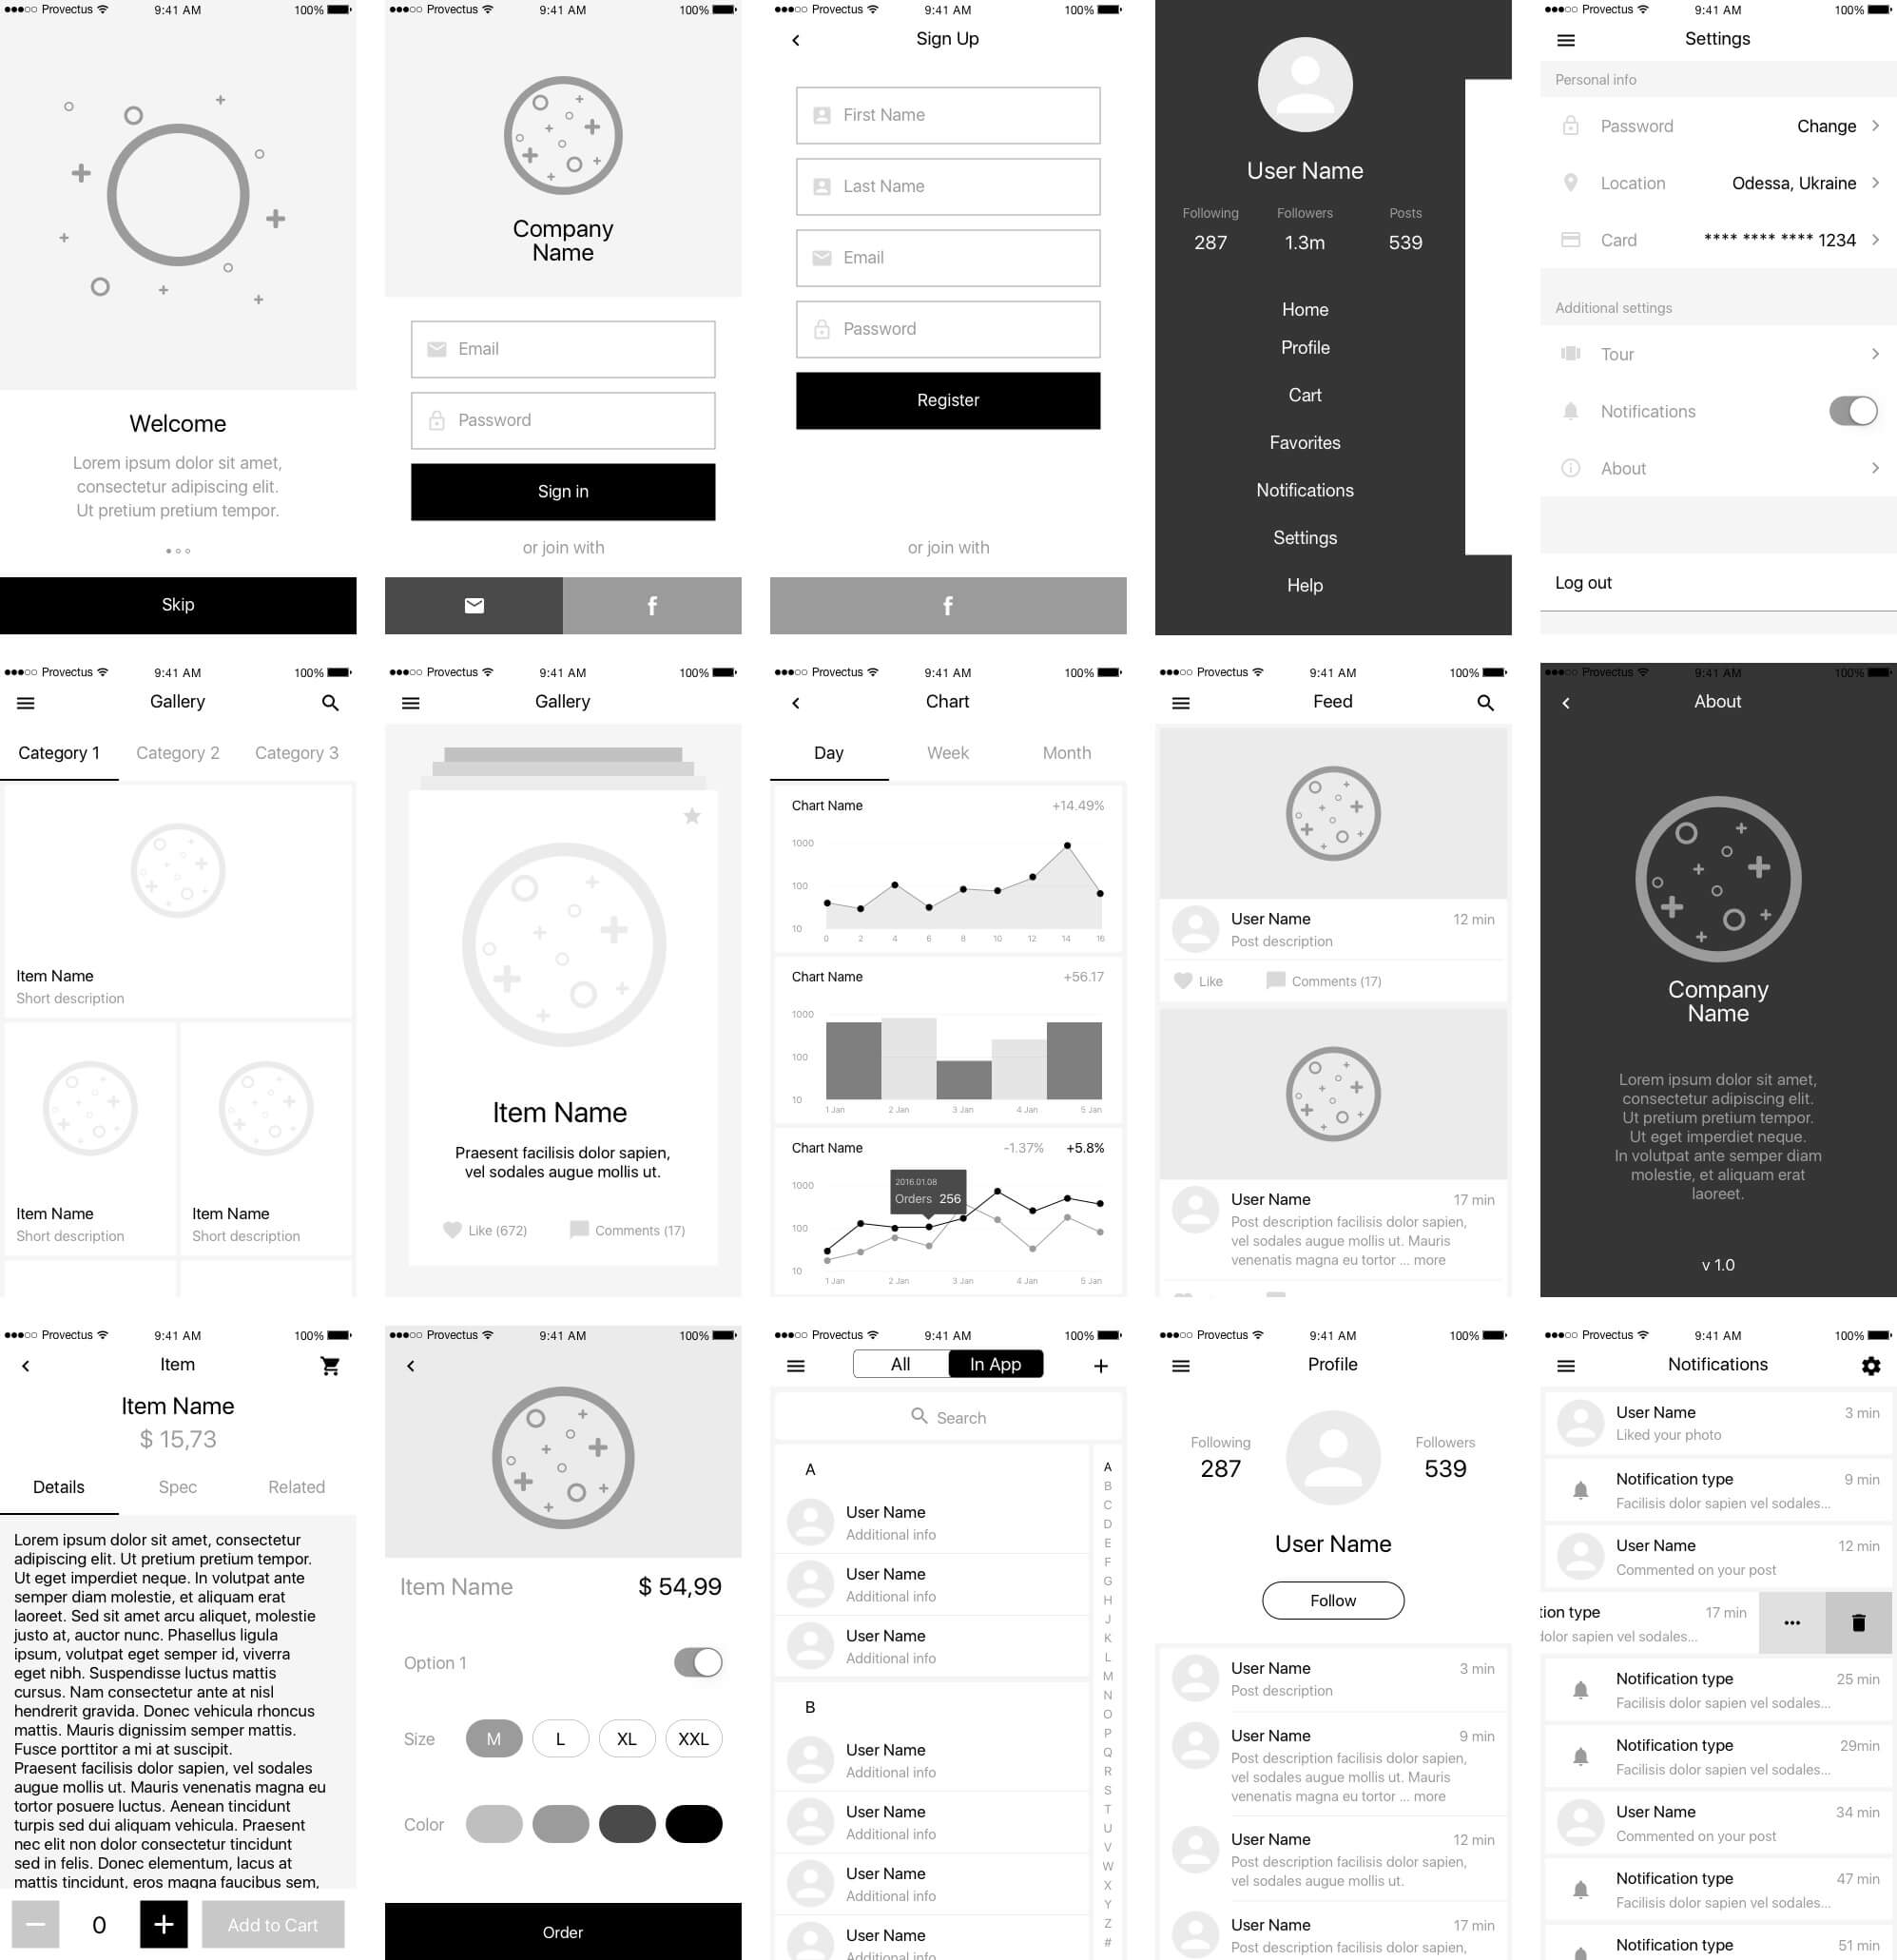 Provectus 9:41 AM 100%
Welcome
Lorem ipsum dolor sit amet,
consectetur adipiscing elit.
Ut pretium pretium tempor.
Skip
Provectus 9:41 AM 100%
Company
Name
Email
Password
Sign in
or join with
f
Provectus 9:41 AM 100%
Sign Up
First Name
Last Name
Email
Password
Register
or join with
f
User Name
Following Followers Posts
287 1.3m 539
Home
Profile
Cart
Favorites
Notifications
Settings
Help
Provectus 9:41 AM 100%
Settings
Personal info
Password Change
Location Odessa, Ukraine
Card **** **** **** 1234
Additional settings
Tour
Notifications
About
Log out
Provectus 9:41 AM 100%
Gallery
Category 1 Category 2 Category 3
Item Name
Short description
Item Name Item Name
Short description Short description
Provectus 9:41 AM 100%
Gallery
Item Name
Praesent facilisis dolor sapien,
vel sodales augue mollis ut.
Like (672) Comments (17)
Provectus 9:41 AM 100%
Chart
Day Week Month
Chart Name +14.49%
1000
100
10
0 2 4 6 8 10 12 14 16
Chart Name +56.17
1000
100
10
1 Jan 2 Jan 3 Jan 4 Jan 5 Jan
Chart Name -1.37% +5.8%
2016.01.08
Orders 256
1000
100
10
1 Jan 2 Jan 3 Jan 4 Jan 5 Jan
Provectus 9:41 AM 100%
Feed
User Name 12 min
Post description
Like Comments (17)
User Name 17 min
Post description facilisis dolor sapien,
vel sodales augue mollis ut. Mauris
venenatis magna eu tortor ... more
Provectus 9:41 AM 100%
About
Company
Name
Lorem ipsum dolor sit amet,
consectetur adipiscing elit.
Ut pretium pretium tempor.
Ut eget imperdiet neque.
In volutpat ante semper diam
molestie, et aliquam erat
laoreet.
v 1.0
Provectus 9:41 AM 100%
Item
Item Name
$ 15,73
Details Spec Related
Lorem ipsum dolor sit amet, consectetur
adipiscing elit. Ut pretium pretium tempor.
Ut eget imperdiet neque. In volutpat ante
semper diam molestie, et aliquam erat
laoreet. Sed sit amet arcu aliquet, molestie
justo at, auctor nunc. Phasellus ligula
ipsum, volutpat eget semper id, viverra
eget nibh. Suspendisse luctus mattis
cursus. Nam consectetur ante at nisl
hendrerit gravida. Donec vehicula rhoncus
mattis. Mauris dignissim semper mattis.
Fusce porttitor a mi at suscipit.
Praesent facilisis dolor sapien, vel sodales
augue mollis ut. Mauris venenatis magna eu
tortor posuere luctus. Aenean tincidunt
turpis sed dui aliquam vehicula. Praesent
nec elit non dolor consectetur tincidunt
sed in felis. Donec elementum, lacus at
mattis tincidunt, eros magna faucibus sem,
0 Add to Cart
Provectus 9:41 AM 100%
Item Name $ 54,99
Option 1
Size M L XL XXL
Color
Order
Provectus 9:41 AM 100%
All In App
Search
A
User Name
Additional info
User Name
Additional info
User Name
Additional info
B
User Name
Additional info
User Name
Additional info
User Name
Additional info
User Name
Additional info
A
B
C
D
E
F
G
H
J
K
L
M
N
O
P
Q
R
S
T
U
V
W
X
Y
Z
#
Provectus 9:41 AM 100%
Profile
Following Followers
287 539
User Name
Follow
User Name 3 min
Post description
User Name 9 min
Post description facilisis dolor sapien,
vel sodales augue mollis ut. Mauris
venenatis magna eu tortor ... more
User Name 12 min
Post description facilisis dolor sapien,
vel sodales augue mollis ut.
User Name 17 min
Post description facilisis dolor sapien,
Provectus 9:41 AM 100%
Notifications
User Name 3 min
Liked your photo
Notification type 9 min
Facilisis dolor sapien vel sodales...
User Name 12 min
Commented on your post
tion type 17 min
dolor sapien vel sodales...
Notification type 25 min
Facilisis dolor sapien vel sodales...
Notification type 29min
Facilisis dolor sapien vel sodales...
User Name 34 min
Commented on your post
Notification type 47 min
Facilisis dolor sapien vel sodales...
Notification type 51 min